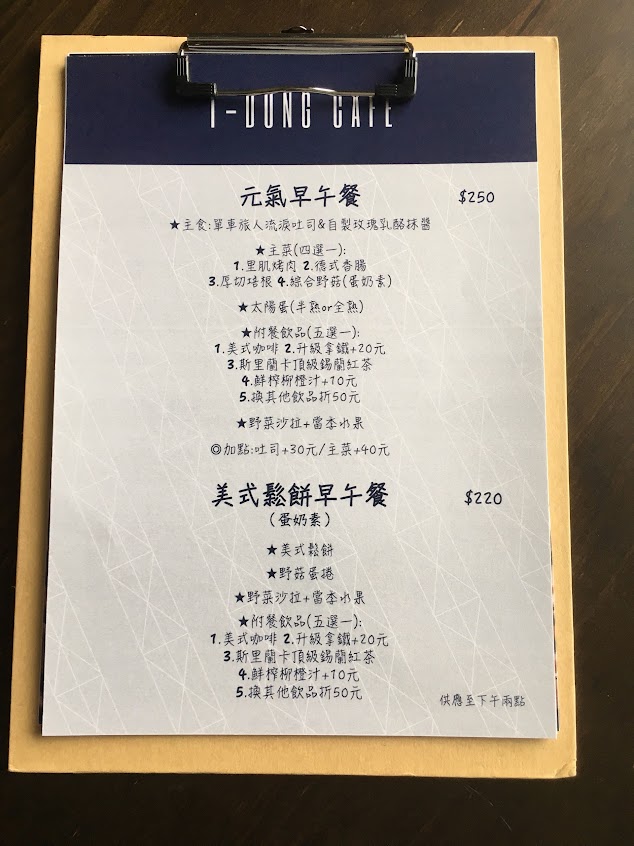 I-DUNG CAFE
元氣早午餐 $250
★主食:單車旅人流淚吐司&自製玫瑰乳酪抹醬
★主菜(四選一):
1.里肌烤肉 2.德式香腸
3.厚切培根 4.綜合野菇(蛋奶素)
★太陽蛋(半熟or全熟)
★附餐飲品(五選一):
1.美式咖啡 2.升級拿鐵+20元
3.斯里蘭卡頂級錫蘭紅茶
4.鮮榨柳橙汁+10元
5.換其他飲品折50元
★野菜沙拉+當季水果
◎加點:吐司+30元/主菜+40元
美式鬆餅早午餐 $220
(蛋奶素)
★美式鬆餅
★野菇蛋捲
★野菜沙拉+當季水果
★附餐飲品(五選一):
1.美式咖啡 2.升級拿鐵+20元
3.斯里蘭卡頂級錫蘭紅茶
4.鮮榨柳橙汁+10元
5.換其他飲品折50元
供應至下午兩點